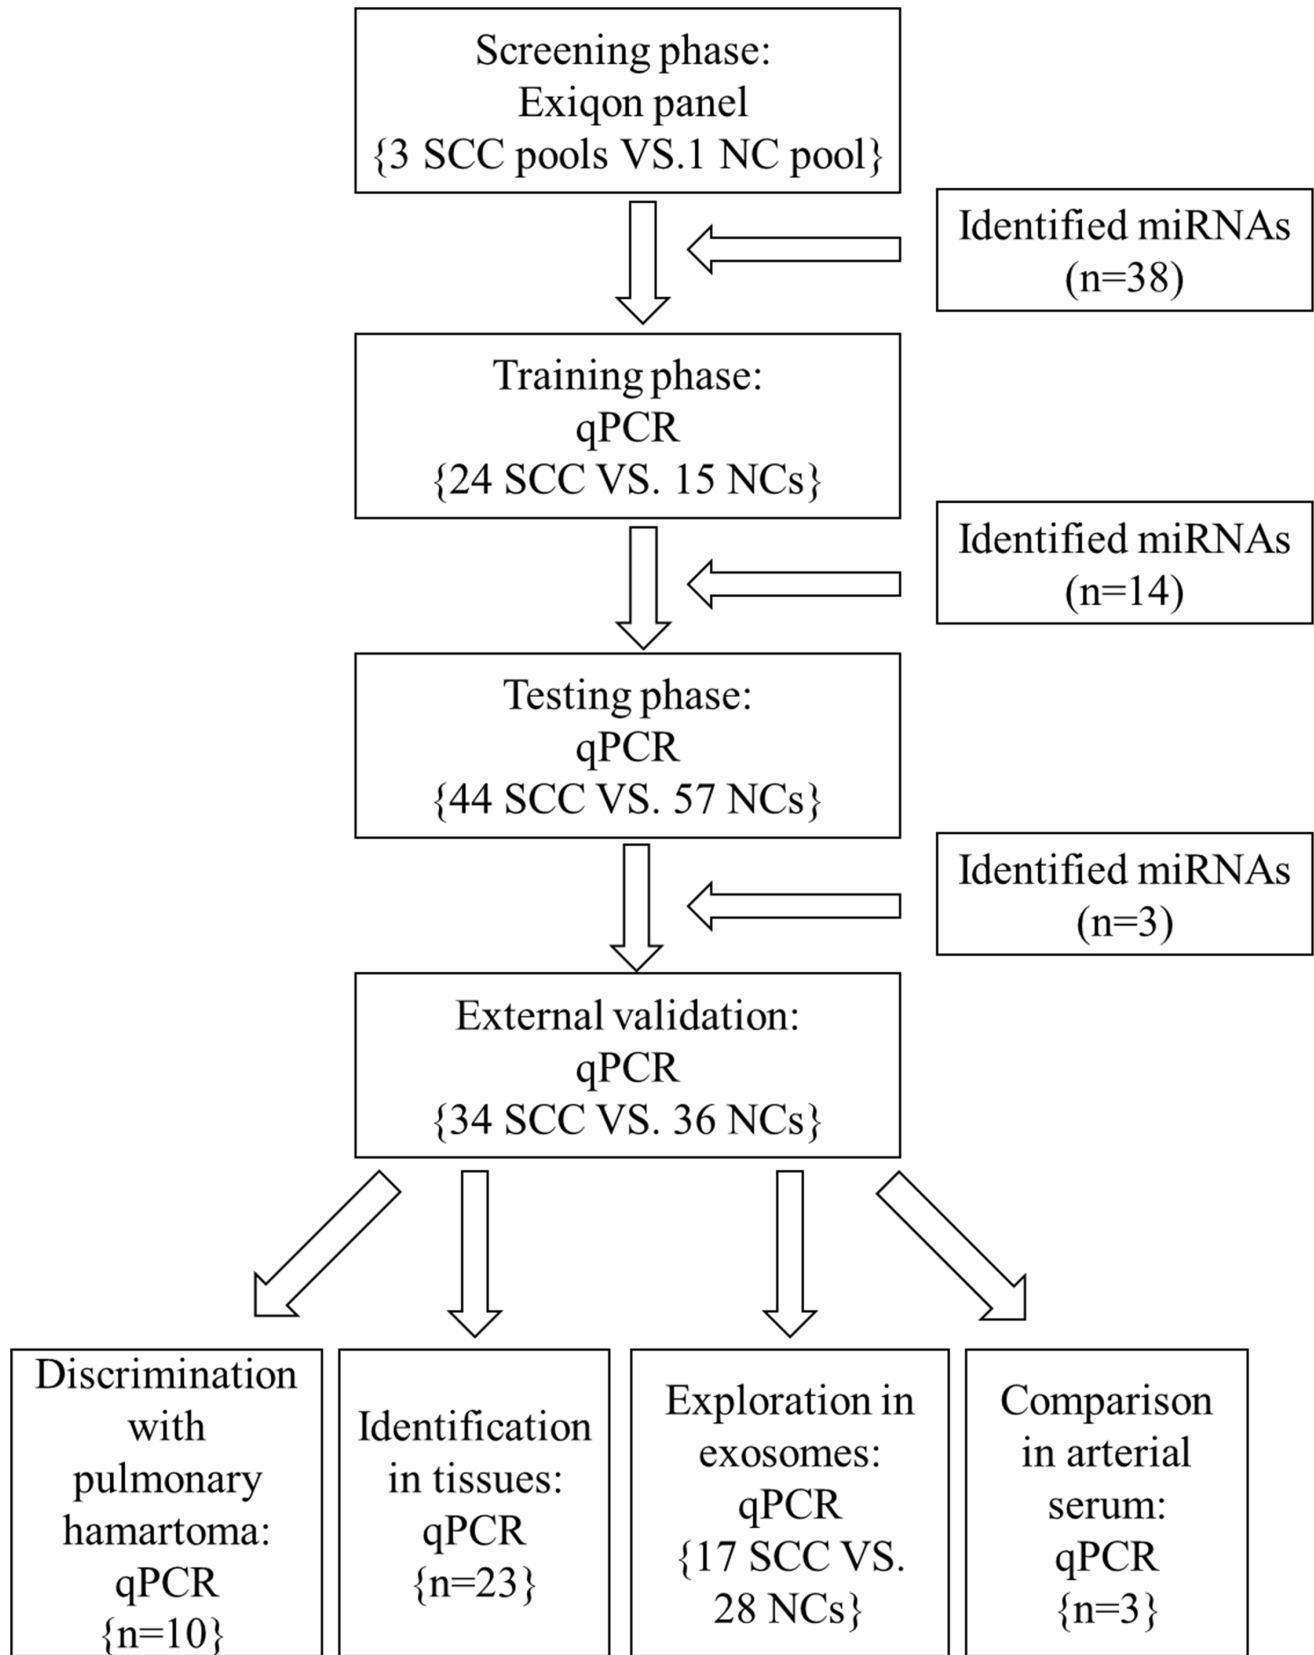 Screening phase:
Exiqon panel
{3 SCC pools VS.1 NC pool}
Identified miRNAs
(n=38)
Training phase:
qPCR
{24 SCC VS. 15 NCs}
Identified miRNAs
(n=14)
Testing phase:
qPCR
{44 SCC VS. 57 NCs}
Identified miRNAs
(n=3)
External validation:
qPCR
{34 SCC VS. 36 NCs}
Discrimination
with
pulmonary
hamartoma:
qPCR
{n=10}
Identification
in tissues:
qPCR
{n=23}
Exploration in
exosomes:
qPCR
{17 SCC VS.
28 NCs}
Comparison
in arterial
serum:
qPCR
{n=3}